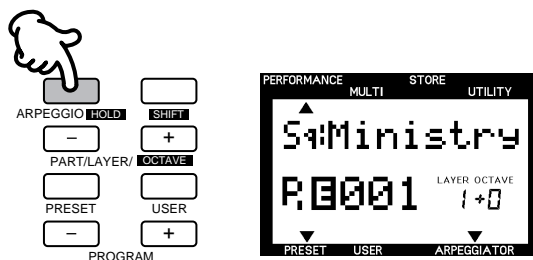 ARPEGGIO HOLD SHIFT
− +
PART/LAYER/ OCTAVE
PRESET USER
− +
PROGRAM
PERFORMANCE STORE
MULTI UTILITY
Sq:Ministry
P.E001
LAYER OCTAVE
1 +0
PRESET USER ARPEGGIATOR